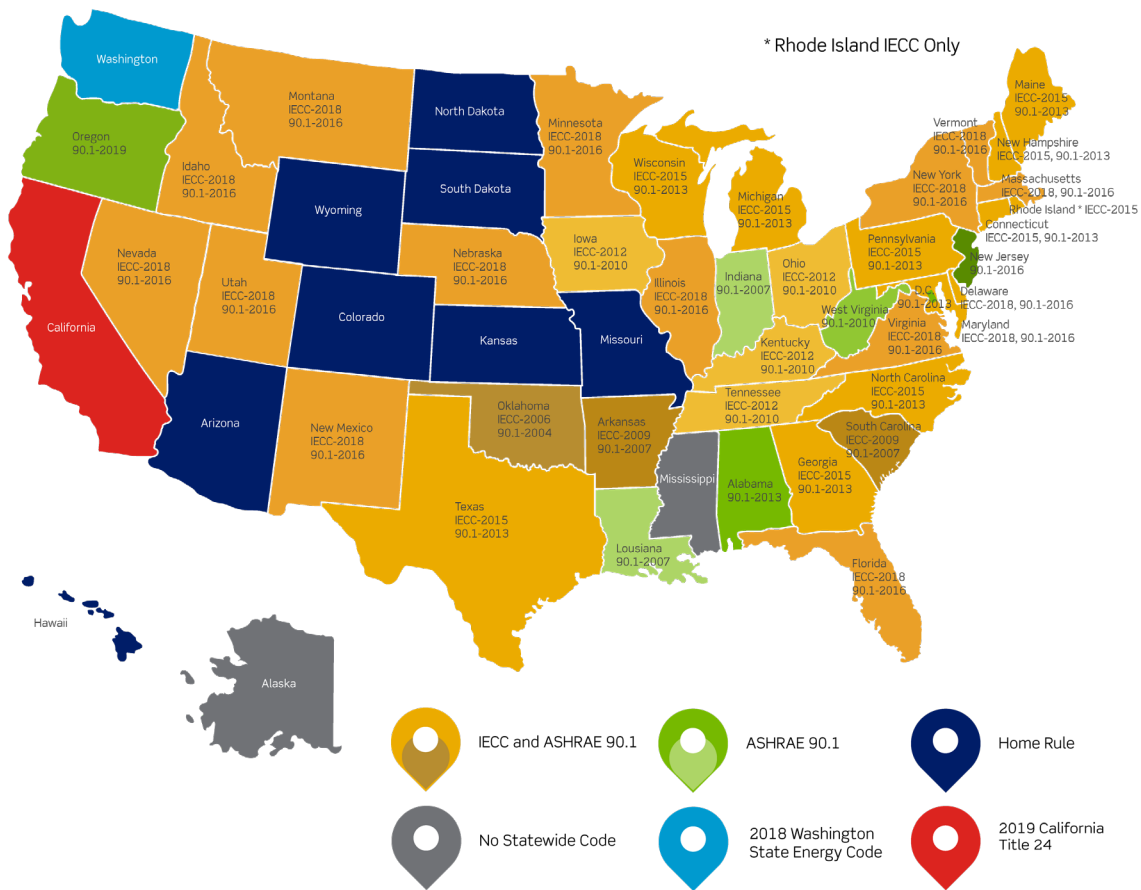 * Rhode Island IECC Only
Washington
Oregon
90.1-2019
California
Idaho
IECC-2018
90.1-2016
Montana
IECC-2018
90.1-2016
Nevada
IECC-2018
90.1-2016
Utah
IECC-2018
90.1-2016
Arizona
Wyoming
Colorado
New Mexico
IECC-2018
90.1-2016
North Dakota
South Dakota
Nebraska
IECC-2018
90.1-2016
Kansas
Oklahoma
IECC-2006
90.1-2004
Texas
IECC-2015
90.1-2013
Minnesota
IECC-2018
90.1-2016
Iowa
IECC-2012
90.1-2010
Missouri
Arkansas
IECC-2009
90.1-2007
Lousiana
90.1-2007
Wisconsin
IECC-2015
90.1-2013
Illinois
IECC-2018
90.1-2016
Michigan
IECC-2015
90.1-2013
Indiana
90.1-2007
Ohio
IECC-2012
90.1-2010
Kentucky
IECC-2012
90.1-2010
Tennessee
IECC-2012
90.1-2010
Mississippi
Alabama
90.1-2013
Georgia
IECC-2015
90.1-2013
Florida
IECC-2018
90.1-2016
South Carolina
IECC-2009
90.1-2007
North Carolina
IECC-2015
90.1-2013
Virginia
IECC-2018
90.1-2016
West Virginia
90.1-2010
D.C.
90.1-2013
Pennsylvania
IECC-2015
90.1-2013
New York
IECC-2018
90.1-2016
Vermont
IECC-2018
90.1-2016
Maine
IECC-2015
90.1-2013
New Hampshire
IECC-2015, 90.1-2013
Massachusetts
IECC-2018, 90.1-2016
Rhode Island * IECC-2015
Connecticut
IECC-2015, 90.1-2013
New Jersey
90.1-2016
Delaware
IECC-2018, 90.1-2016
Maryland
IECC-2018, 90.1-2016
Hawaii
Alaska
IECC and ASHRAE 90.1
ASHRAE 90.1
Home Rule
No Statewide Code
2018 Washington
State Energy Code
2019 California
Title 24